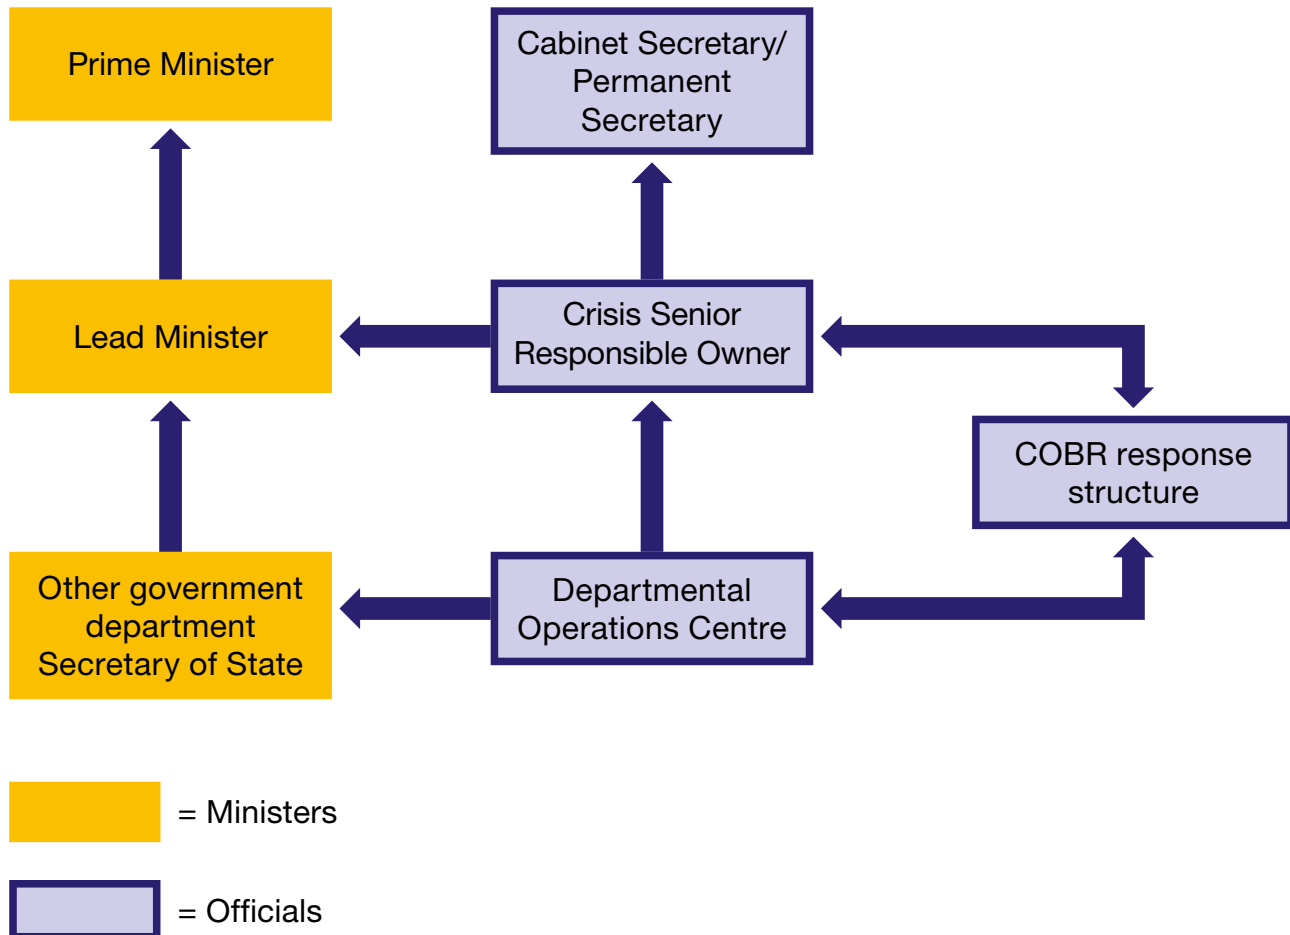 Prime Minister
Cabinet Secretary/
Permanent
Secretary
Lead Minister
Crisis Senior
Responsible Owner
COBR response
structure
Other government
department
Secretary of State
Departmental
Operations Centre
= Ministers
= Officials